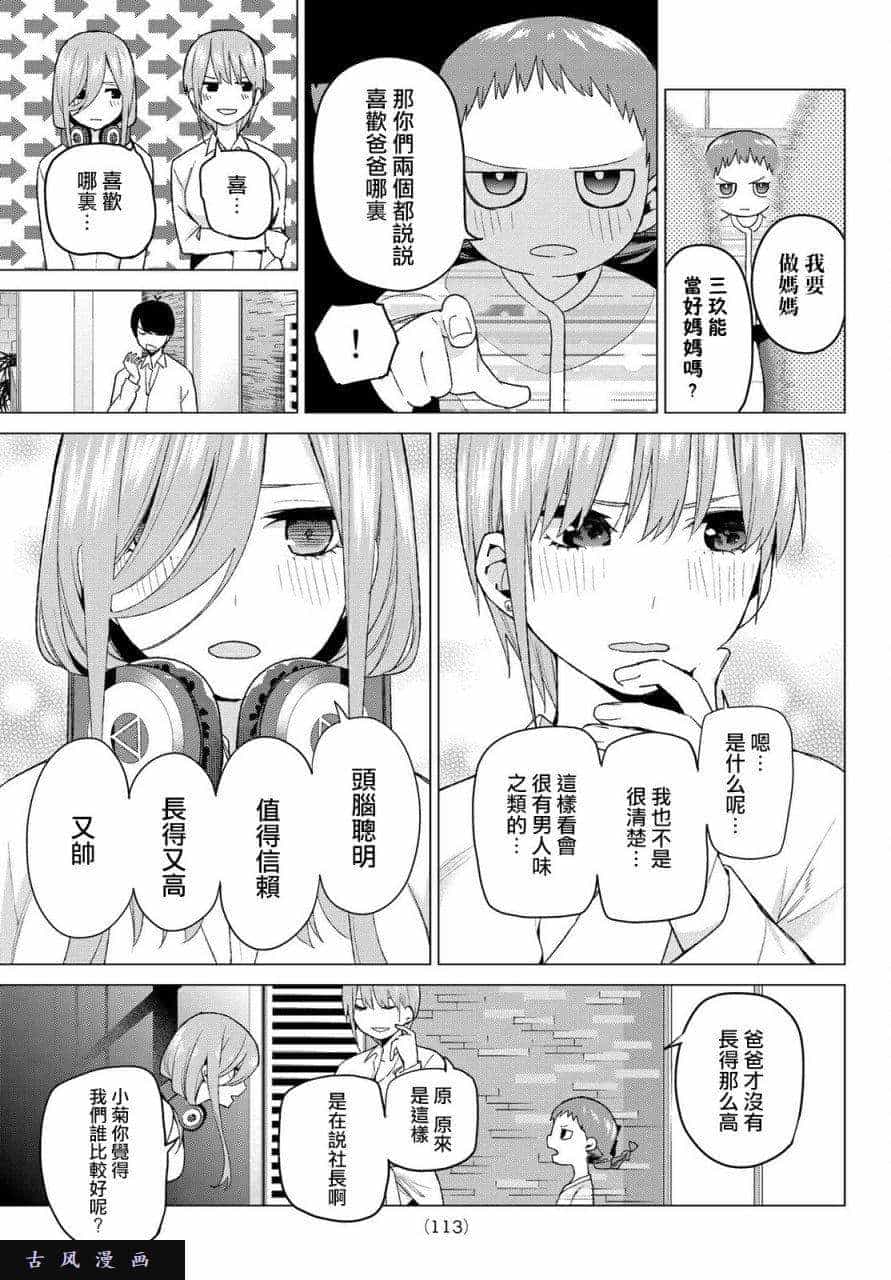 我要
做媽媽
三玖能
當好媽媽嗎？
那你們兩個都説説
喜歡爸爸哪裏
！
喜…
喜歡
哪裏…
嗯…
是什么呢…
我也不是
很清楚…
這樣看會
很有男人味
之類的…
頭腦聰明
值得信賴
長得又高
又帥
爸爸才沒有
長得那么高
原 原來
是這樣
是在説社長啊
小菊你覺得
我們誰比較好呢？
(113)
古风漫画